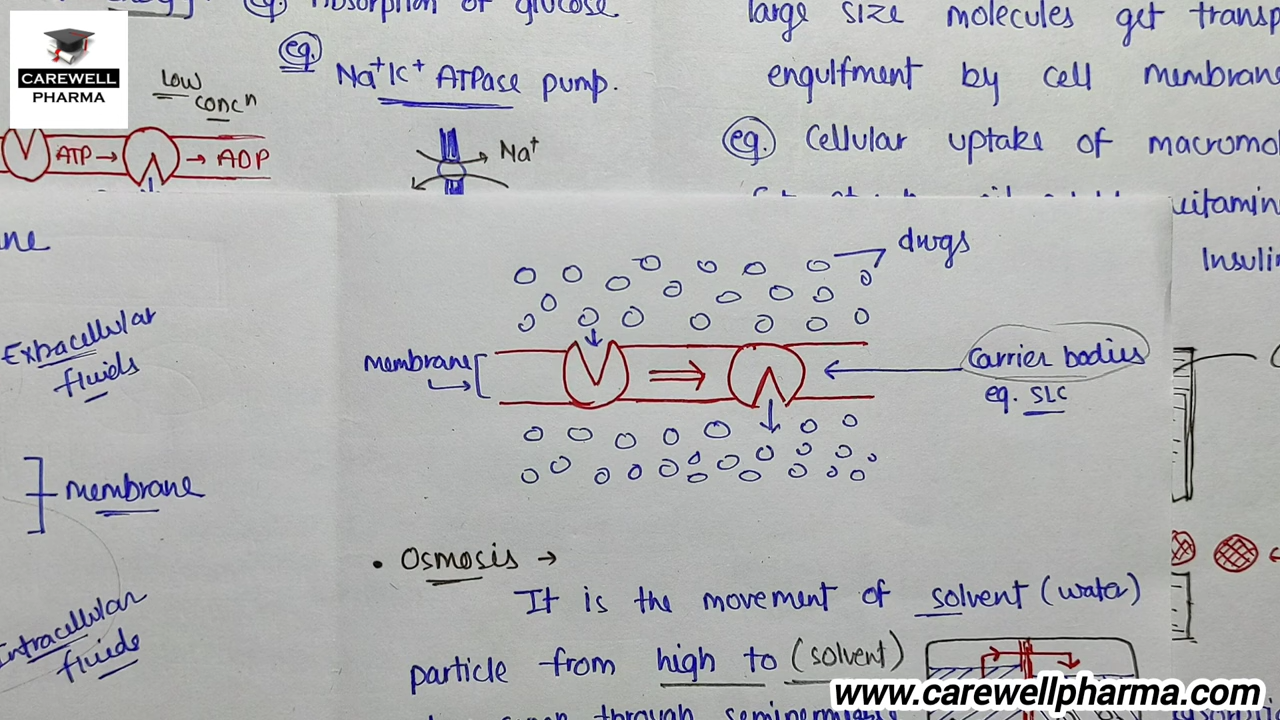 eg. Absorption of glucose
large size molecules get transp
CAREWELL
PHARMA
Low
concn
eg. Na+K+ ATPase pump.
engulfment by cell membrane
ATP → → ADP
Na+
eg. Cellular uptake of macromol
vitamin
Insulin
ne
Extracellular
fluids
membrane
Intracellular
fluids
drugs
membrane
Carrier bodies
eg. SLC
• Osmosis →
It is the movement of solvent (water)
particle from high to (solvent)
through semipermeable
www.carewellpharma.com